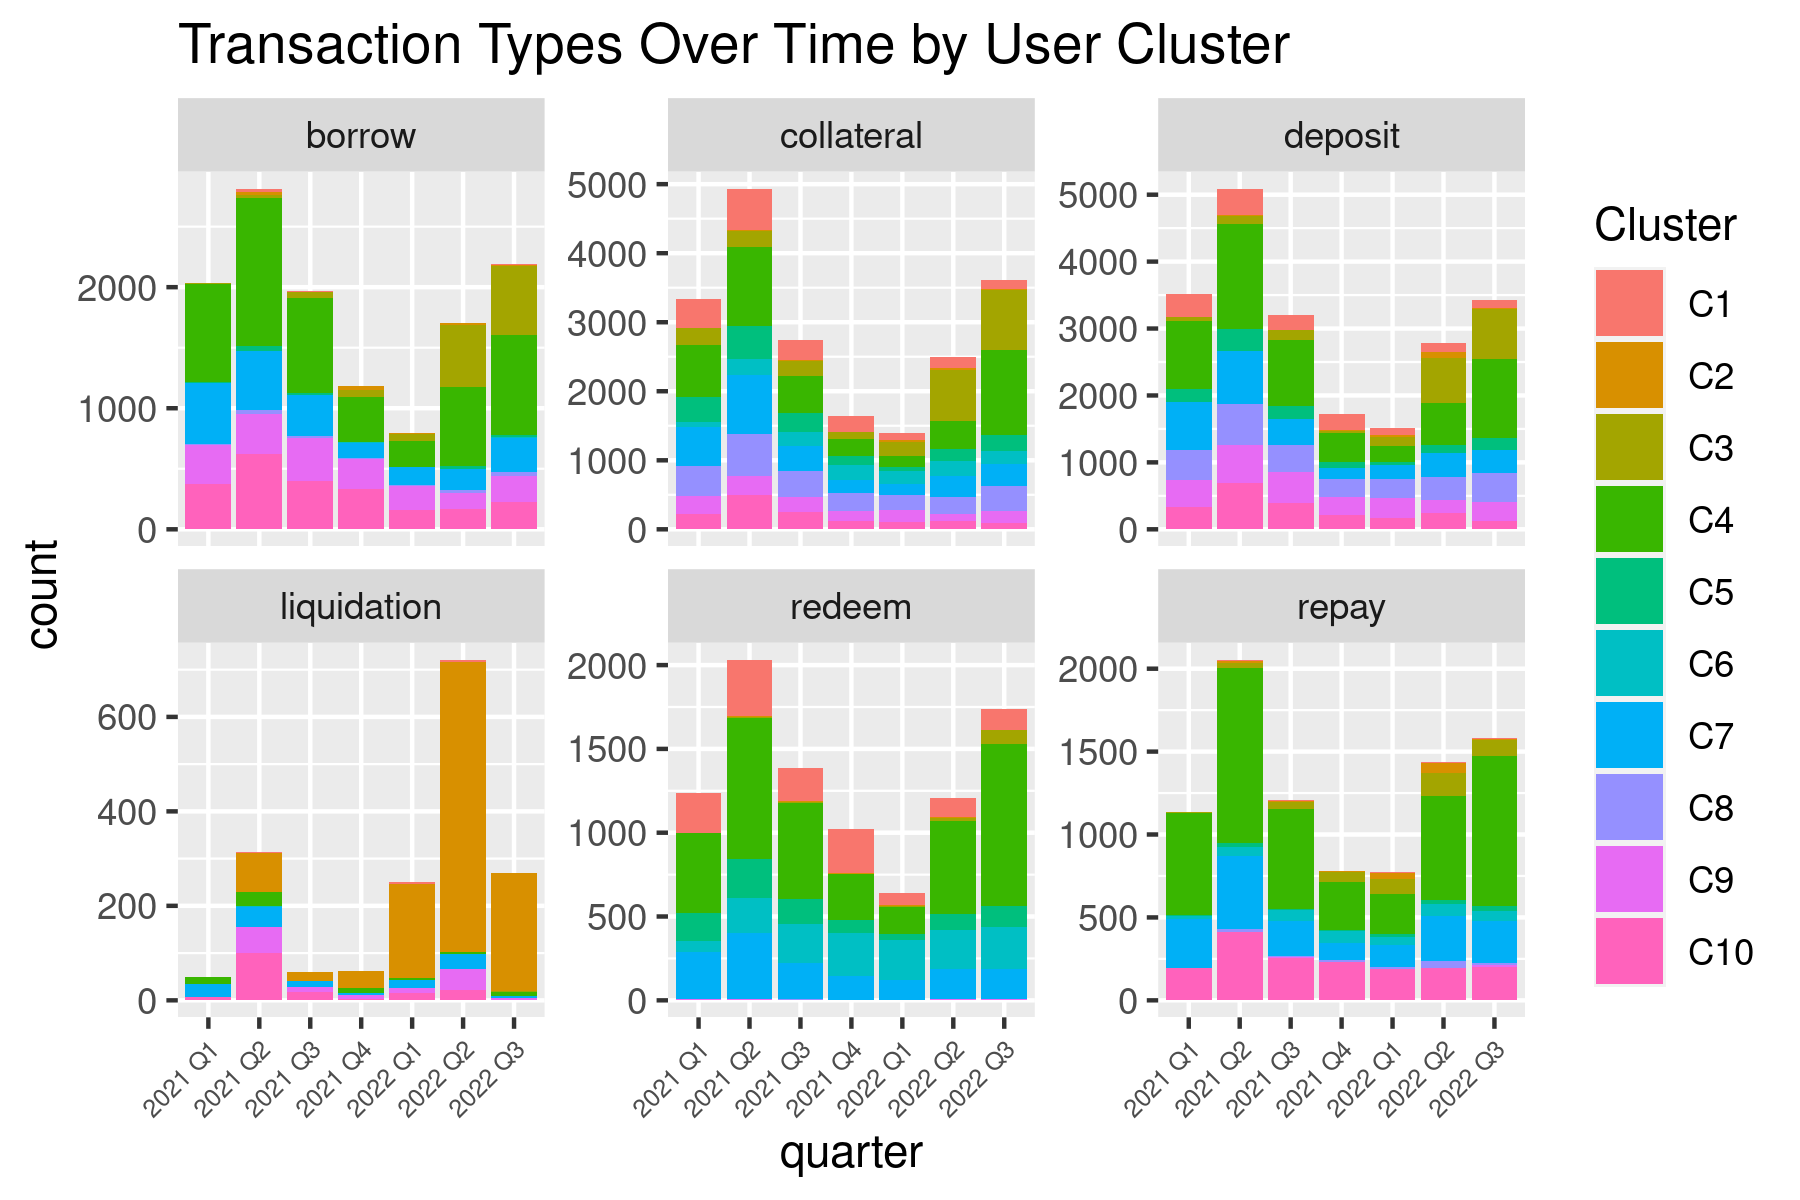 Transaction Types Over Time by User Cluster
borrow
collateral
deposit
2000
1000
0
5000
4000
3000
2000
1000
0
5000
4000
3000
2000
1000
0
count
liquidation
redeem
repay
600
400
200
0
2000
1500
1000
500
0
2000
1500
1000
500
0
2021 Q1
2021 Q2
2021 Q3
2021 Q4
2022 Q1
2022 Q2
2022 Q3
2021 Q1
2021 Q2
2021 Q3
2021 Q4
2022 Q1
2022 Q2
2022 Q3
2021 Q1
2021 Q2
2021 Q3
2021 Q4
2022 Q1
2022 Q2
2022 Q3
quarter
Cluster
C1
C2
C3
C4
C5
C6
C7
C8
C9
C10